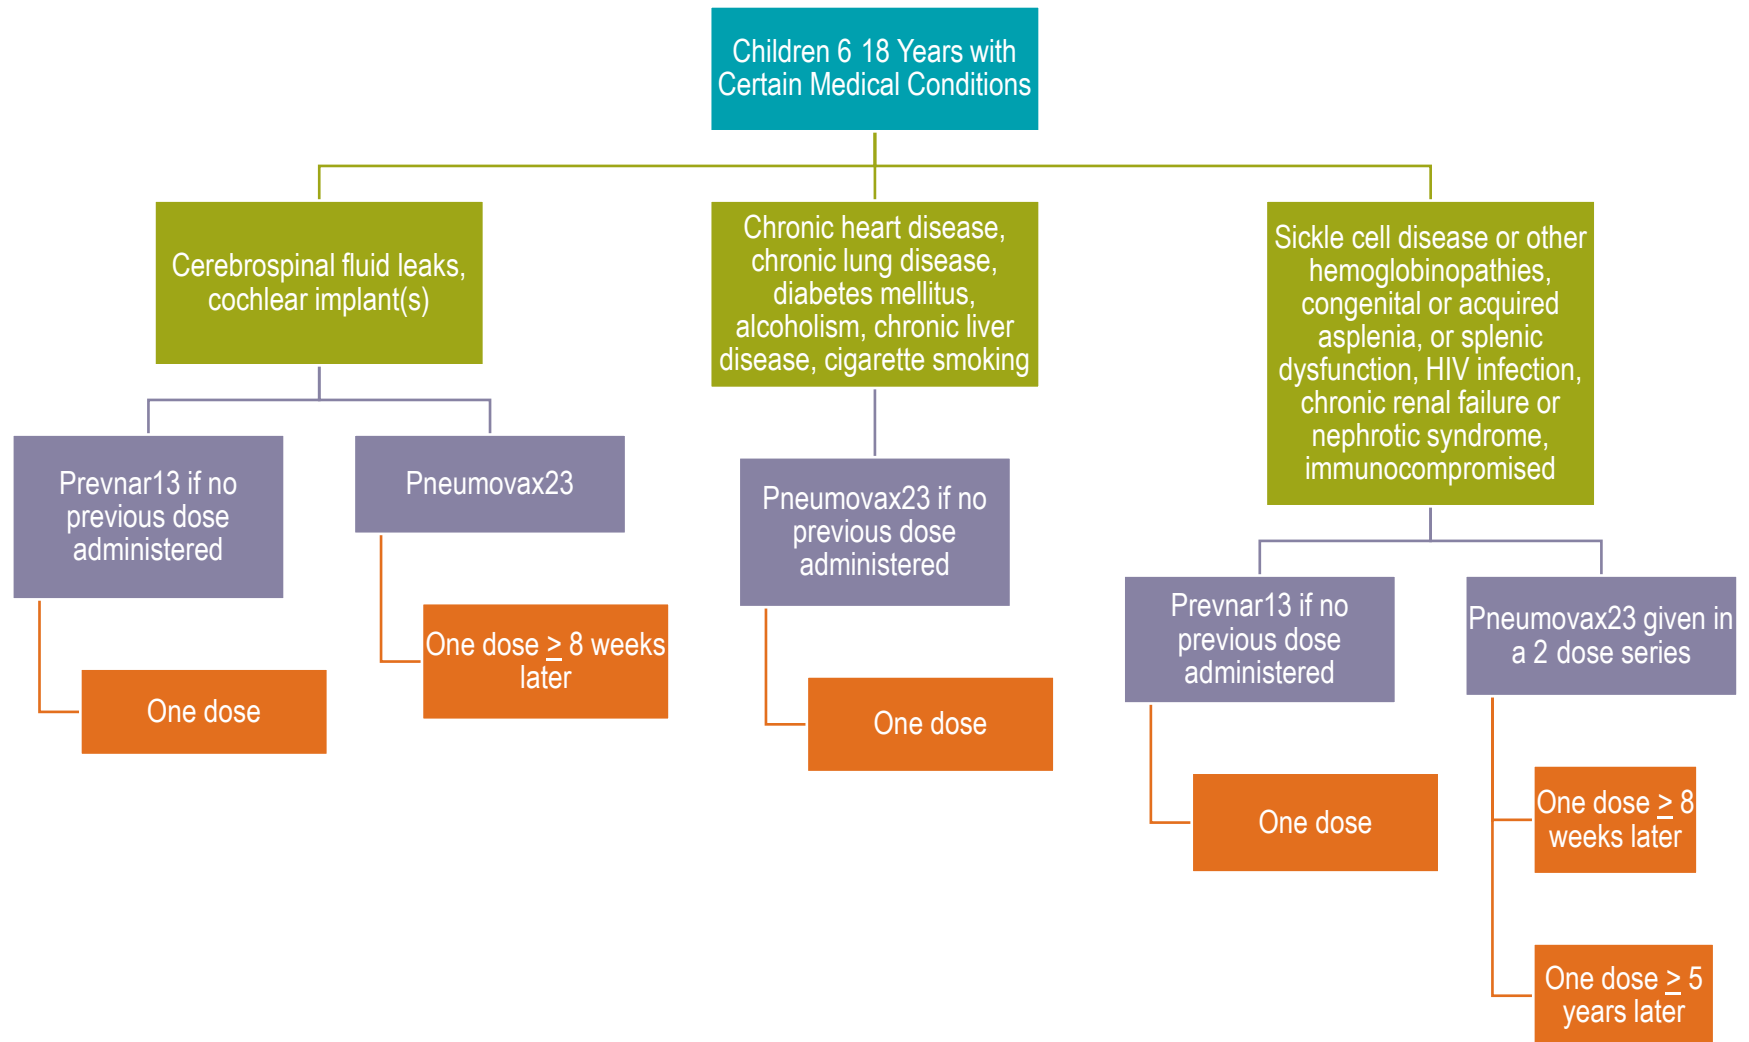 Children 6 18 Years with
Certain Medical Conditions
Cerebrospinal fluid leaks,
cochlear implant(s)
Prevnar13 if no
previous dose
administered
One dose
Pneumovax23
One dose ≥ 8 weeks
later
Chronic heart disease,
chronic lung disease,
diabetes mellitus,
alcoholism, chronic liver
disease, cigarette smoking
Pneumovax23 if no
previous dose
administered
One dose
Sickle cell disease or other
hemoglobinopathies,
congenital or acquired
asplenia, or splenic
dysfunction, HIV infection,
chronic renal failure or
nephrotic syndrome,
immunocompromised
Prevnar13 if no
previous dose
administered
One dose
Pneumovax23 given in
a 2 dose series
One dose ≥ 8
weeks later
One dose ≥ 5
years later